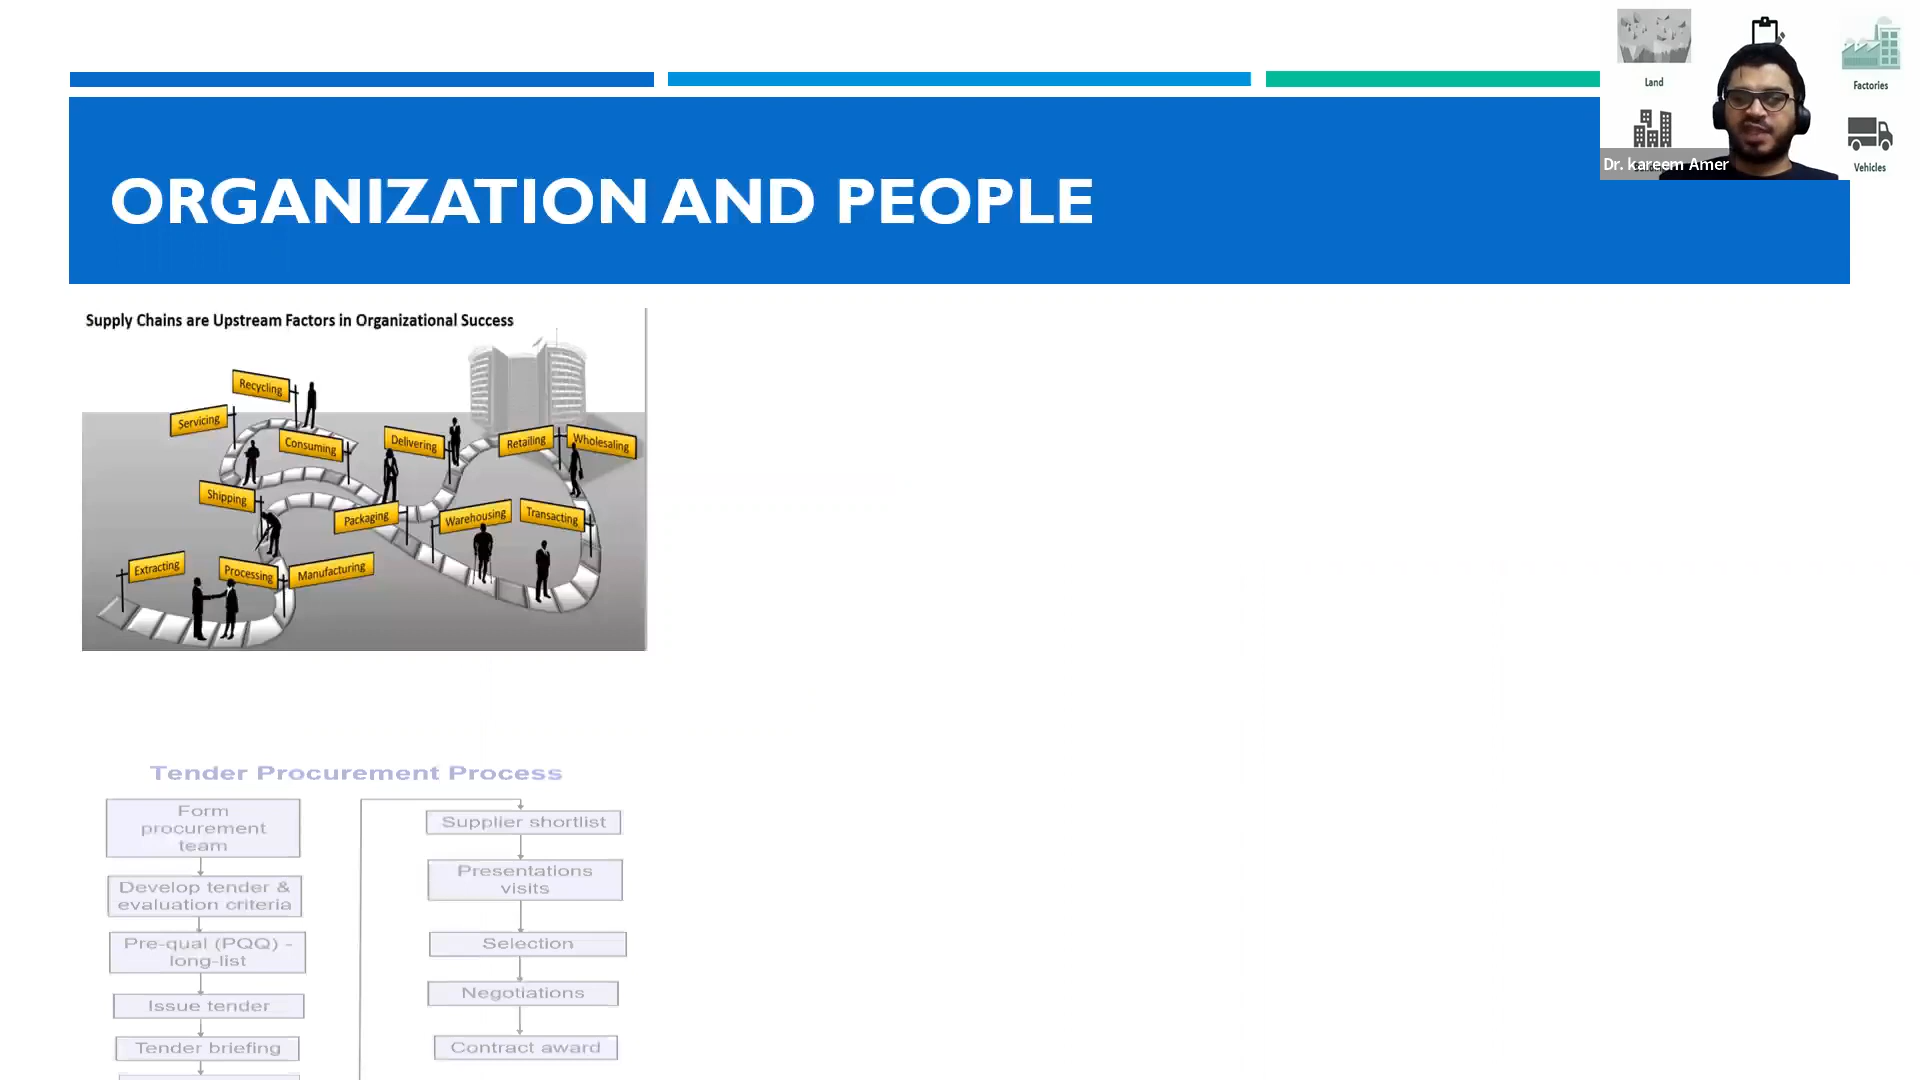 Land
Factories
Dr. kareem Amer
Vehicles
ORGANIZATION AND PEOPLE
Supply Chains are Upstream Factors in Organizational Success
Recycling
Servicing
Consuming
Delivering
Retailing
Wholesaling
Shipping
Packaging
Warehousing
Transacting
Extracting
Processing
Manufacturing
Tender Procurement Process
Form
procurement
team
Develop tender &
evaluation criteria
Pre-qual (PQQ) -
long-list
Issue tender
Tender briefing
Supplier shortlist
Presentations
visits
Selection
Negotiations
Contract award